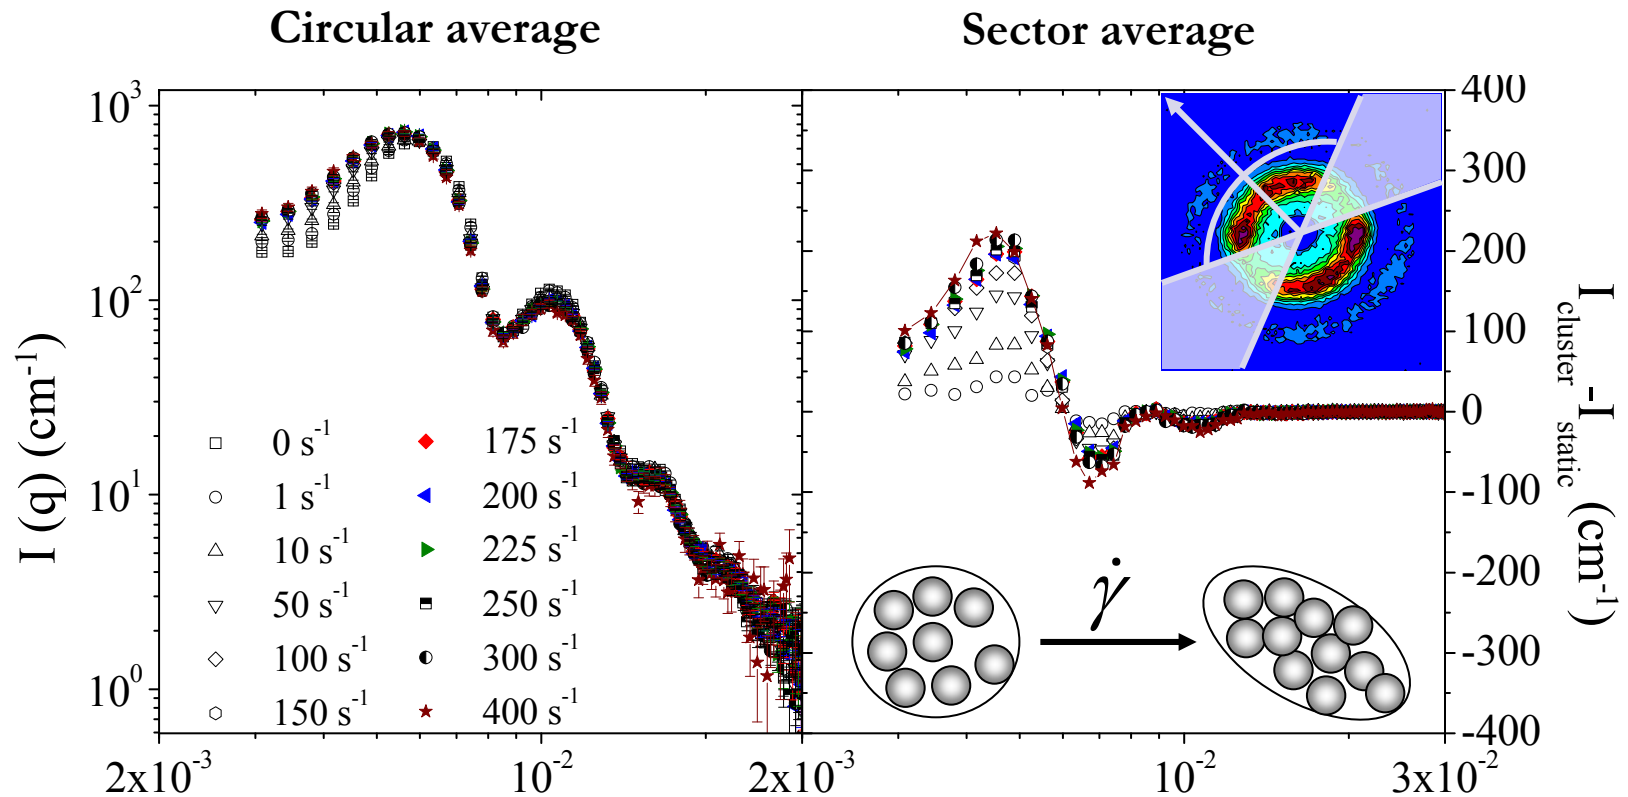 Circular average
Sector average
10³
10²
10¹
10⁰
I (q) (cm⁻¹)
0 s⁻¹
1 s⁻¹
10 s⁻¹
50 s⁻¹
100 s⁻¹
150 s⁻¹
175 s⁻¹
200 s⁻¹
225 s⁻¹
250 s⁻¹
300 s⁻¹
400 s⁻¹
2x10⁻³
10⁻²
2x10⁻³
10⁻²
3x10⁻²
γ̇
400
300
200
100
0
-100
-200
-300
-400
I cluster -I static (cm⁻¹)